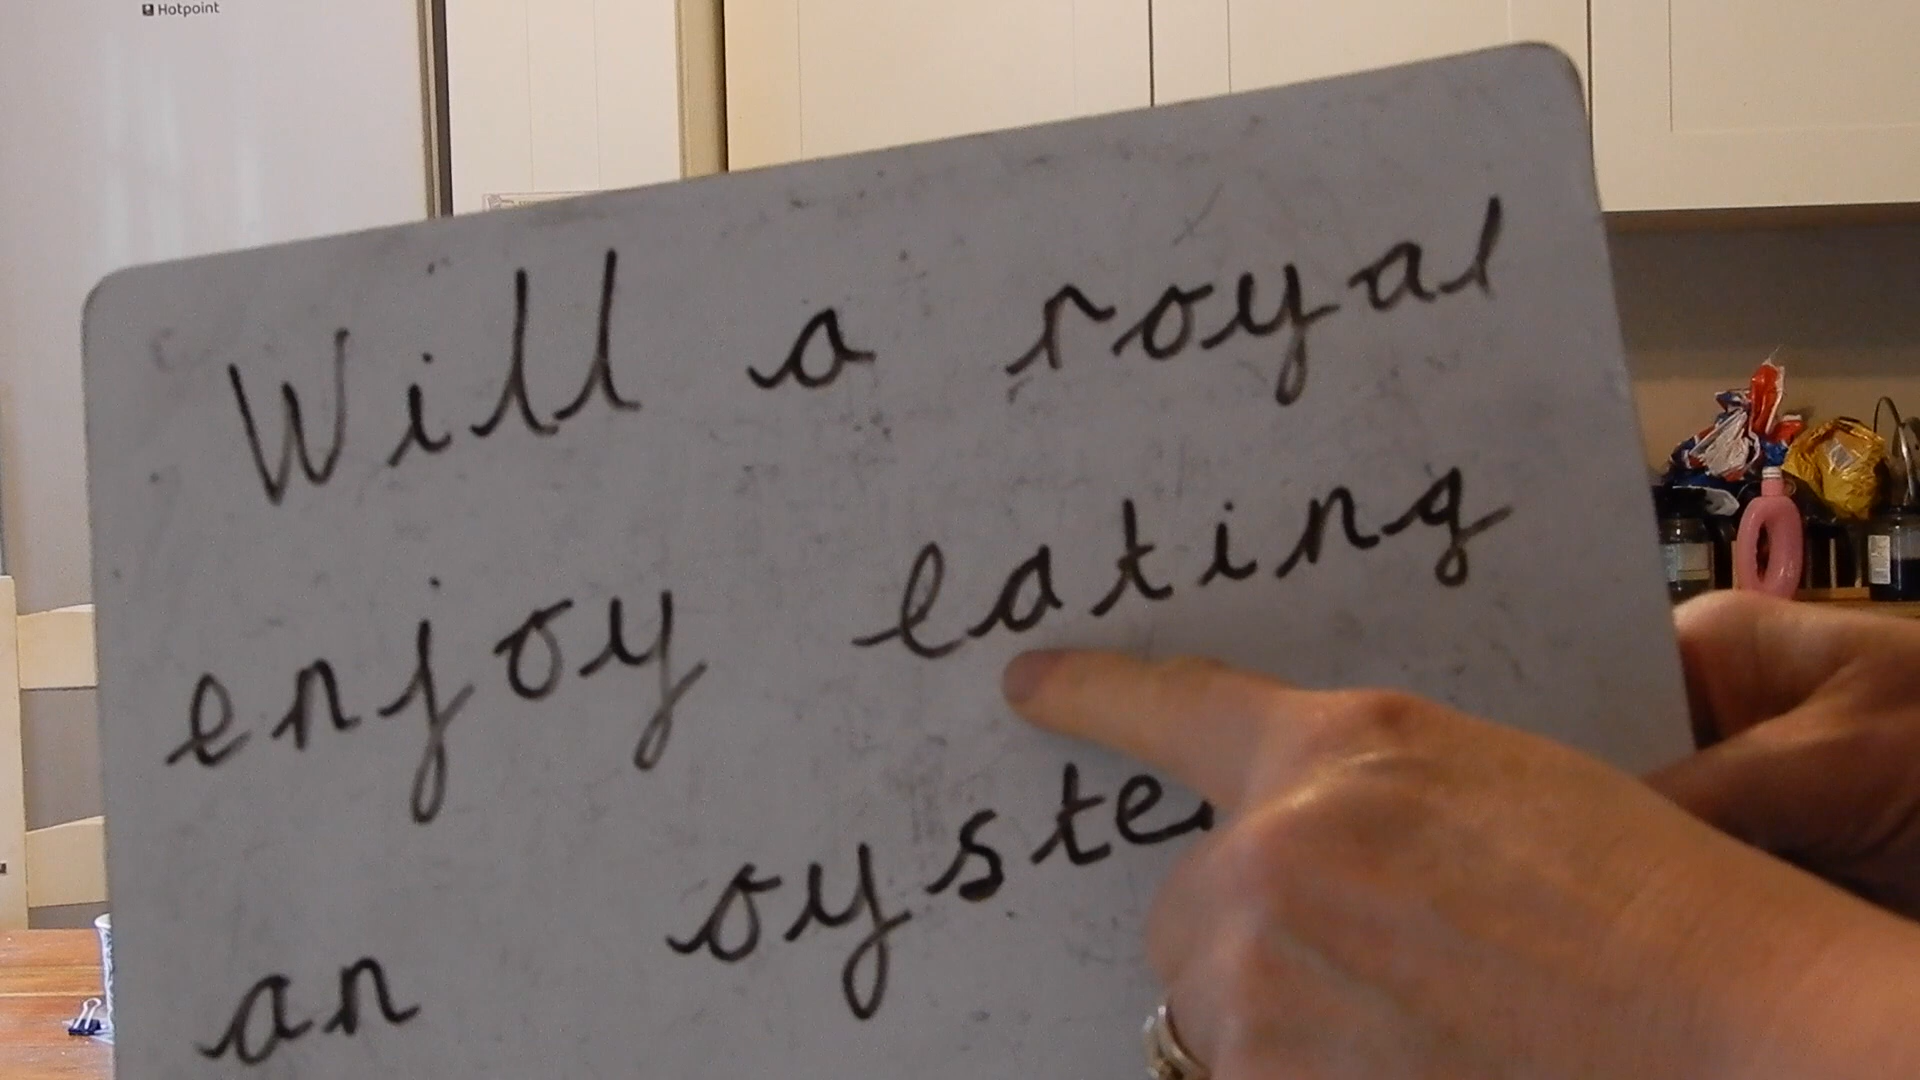 Hotpoint
Will a royal
enjoy eating
an oyste